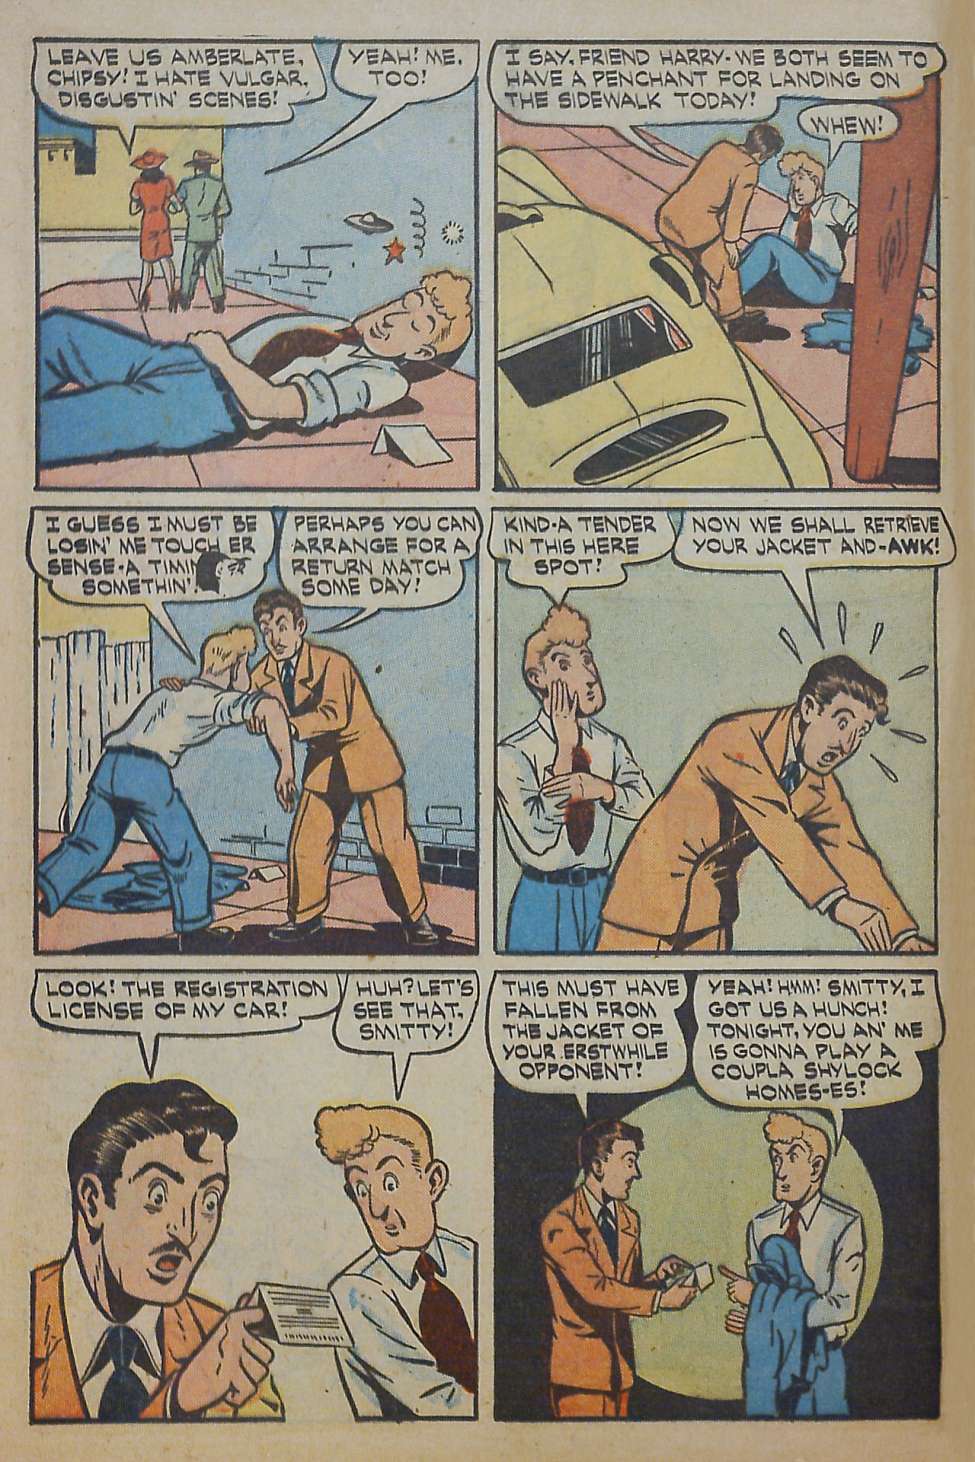 LEAVE US AMBERLATE,
CHIPSY! I HATE VULGAR,
DISGUSTIN' SCENES!
YEAH! ME,
TOO!
I SAY, FRIEND HARRY- WE BOTH SEEM TO
HAVE A PENCHANT FOR LANDING ON
THE SIDEWALK TODAY!
WHEW!
I GUESS I MUST BE
LOSIN' ME TOUCH ER
SENSE-A TIMIN'
SOMETHIN'!
PERHAPS YOU CAN
ARRANGE FOR A
RETURN MATCH
SOME DAY!
KIND-A TENDER
IN THIS HERE
SPOT!
NOW WE SHALL RETRIEVE
YOUR JACKET AND-AWK!
LOOK! THE REGISTRATION
LICENSE OF MY CAR!
HUH? LET'S
SEE THAT,
SMITTY!
THIS MUST HAVE
FALLEN FROM
THE JACKET OF
YOUR ERSTWHILE
OPPONENT!
YEAH! HMM! SMITTY, I
GOT US A HUNCH!
TONIGHT, YOU AN' ME
IS GONNA PLAY A
COUPLA SHYLOCK
HOMES-ES!